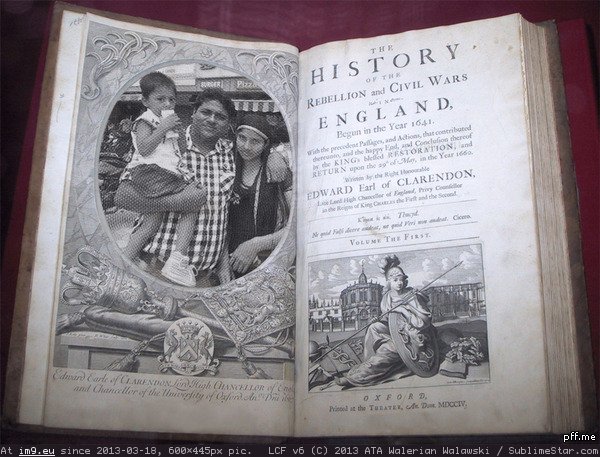 BURGER
Pizza
Edward Earle of CLARENDON, Lord High CHANCELLOR of
and Chancellor of the University of Oxford. An.º Dni
THE
HISTORY
OF THE
REBELLION and CIVIL WARS
IN
ENGLAND,
Begun in the Year 1641.
With the precedent Passages, and Actions, that contributed
thereunto, and the happy End, and Conclusion thereof
by the KING's blessed RESTORATION, and
RETURN upon the 29th of May, in the Year 1660.
Written by the Right Honourable
EDWARD Earl of CLARENDON,
Late Lord High Chancellor of England, Privy Counsellor
in the Reigns of King CHARLES the First and the Second.
Thucyd.
Ne quid Falsi dicere audeat, ne quid Veri non audeat. Cicero.
VOLUME THE FIRST.
OXFORD,
Printed at the THEATER, An. Dom. MDCCIV.
pff.me
At im9.eu since 2013-03-18, 600×445px pic. LCF v6 (C) 2013 ATA Walerian Walawski / SublimeStar.com